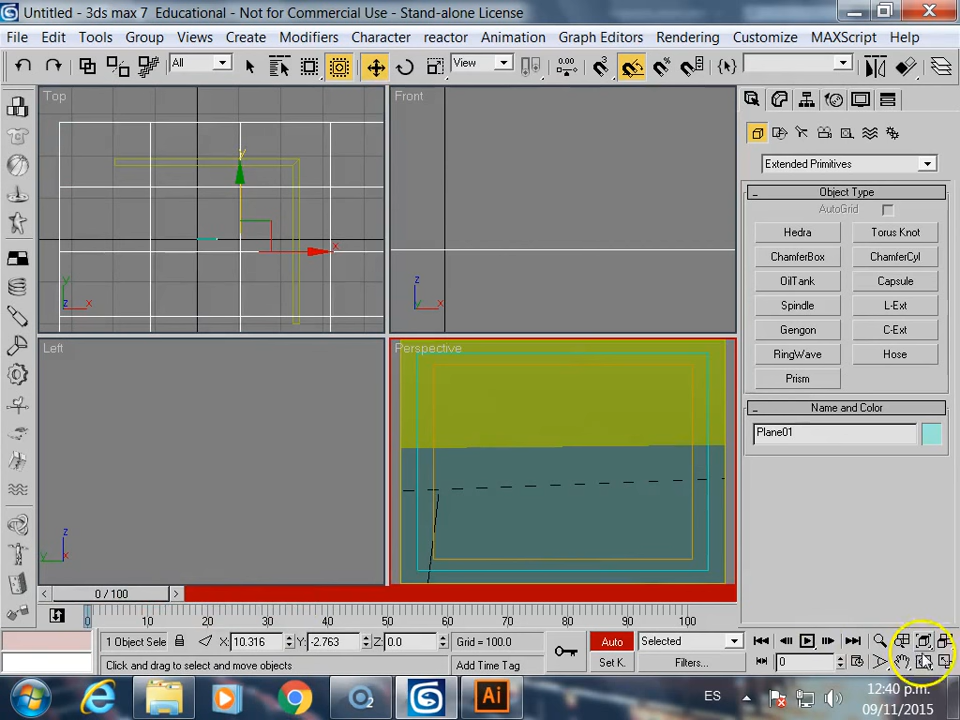 Untitled - 3ds max 7 Educational - Not for Commercial Use - Stand-alone License
File Edit Tools Group Views Create Modifiers Character reactor Animation Graph Editors Rendering Customize MAXScript Help
All View
Top Front
Left Perspective
y x z y x z y x z y x
Extended Primitives
- Object Type
AutoGrid
Hedra Torus Knot
ChamferBox ChamferCyl
OilTank Capsule
Spindle L-Ext
Gengon C-Ext
RingWave Hose
Prism
- Name and Color
Plane01
< 0 / 100 >
0 10 20 30 40 50 60 70 80 90 100
1 Object Sele X: 10.316 Y: -2.763 Z: 0.0 Grid = 100.0 Auto Selected
Click and drag to select and move objects Add Time Tag Set K. Filters... 0
ES 12:40 p.m.
09/11/2015
Ai